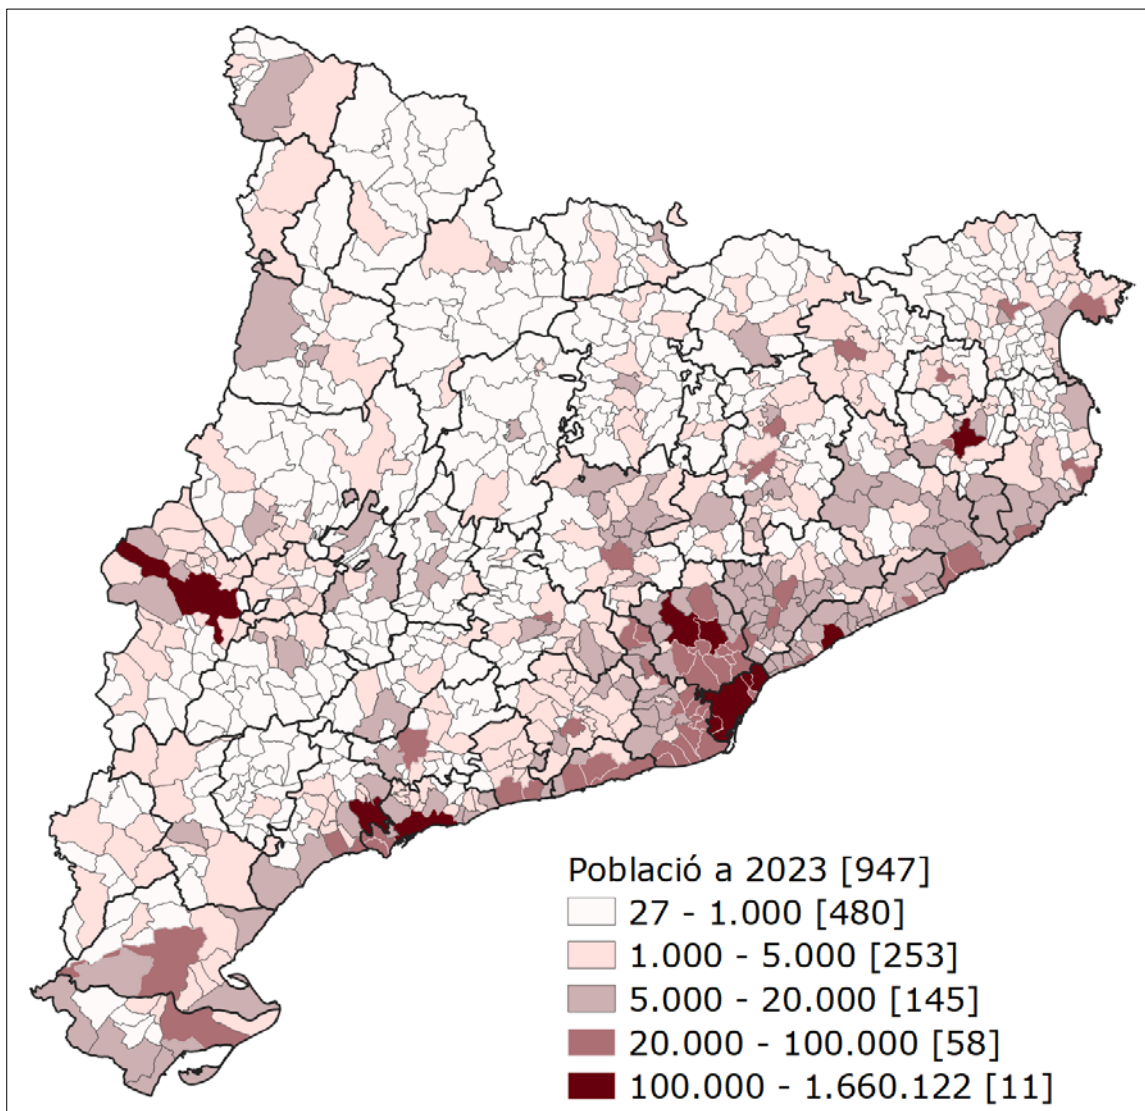 Població a 2023 [947]
27 - 1.000 [480]
1.000 - 5.000 [253]
5.000 - 20.000 [145]
20.000 - 100.000 [58]
100.000 - 1.660.122 [11]